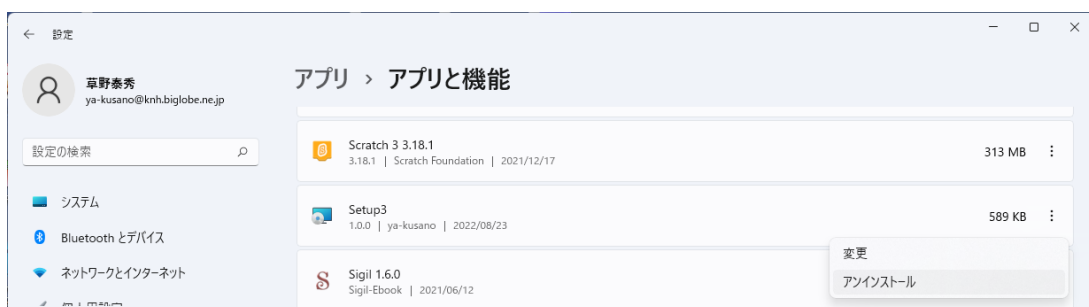 設定
草野泰秀
ya-kusano@knh.biglobe.ne.jp
設定の検索
システム
Bluetooth とデバイス
ネットワークとインターネット
アプリ › アプリと機能
Scratch 3 3.18.1
3.18.1 | Scratch Foundation | 2021/12/17
313 MB
Setup3
1.0.0 | ya-kusano | 2022/08/23
589 KB
変更
アンインストール
Sigil 1.6.0
Sigil-Ebook | 2021/06/12